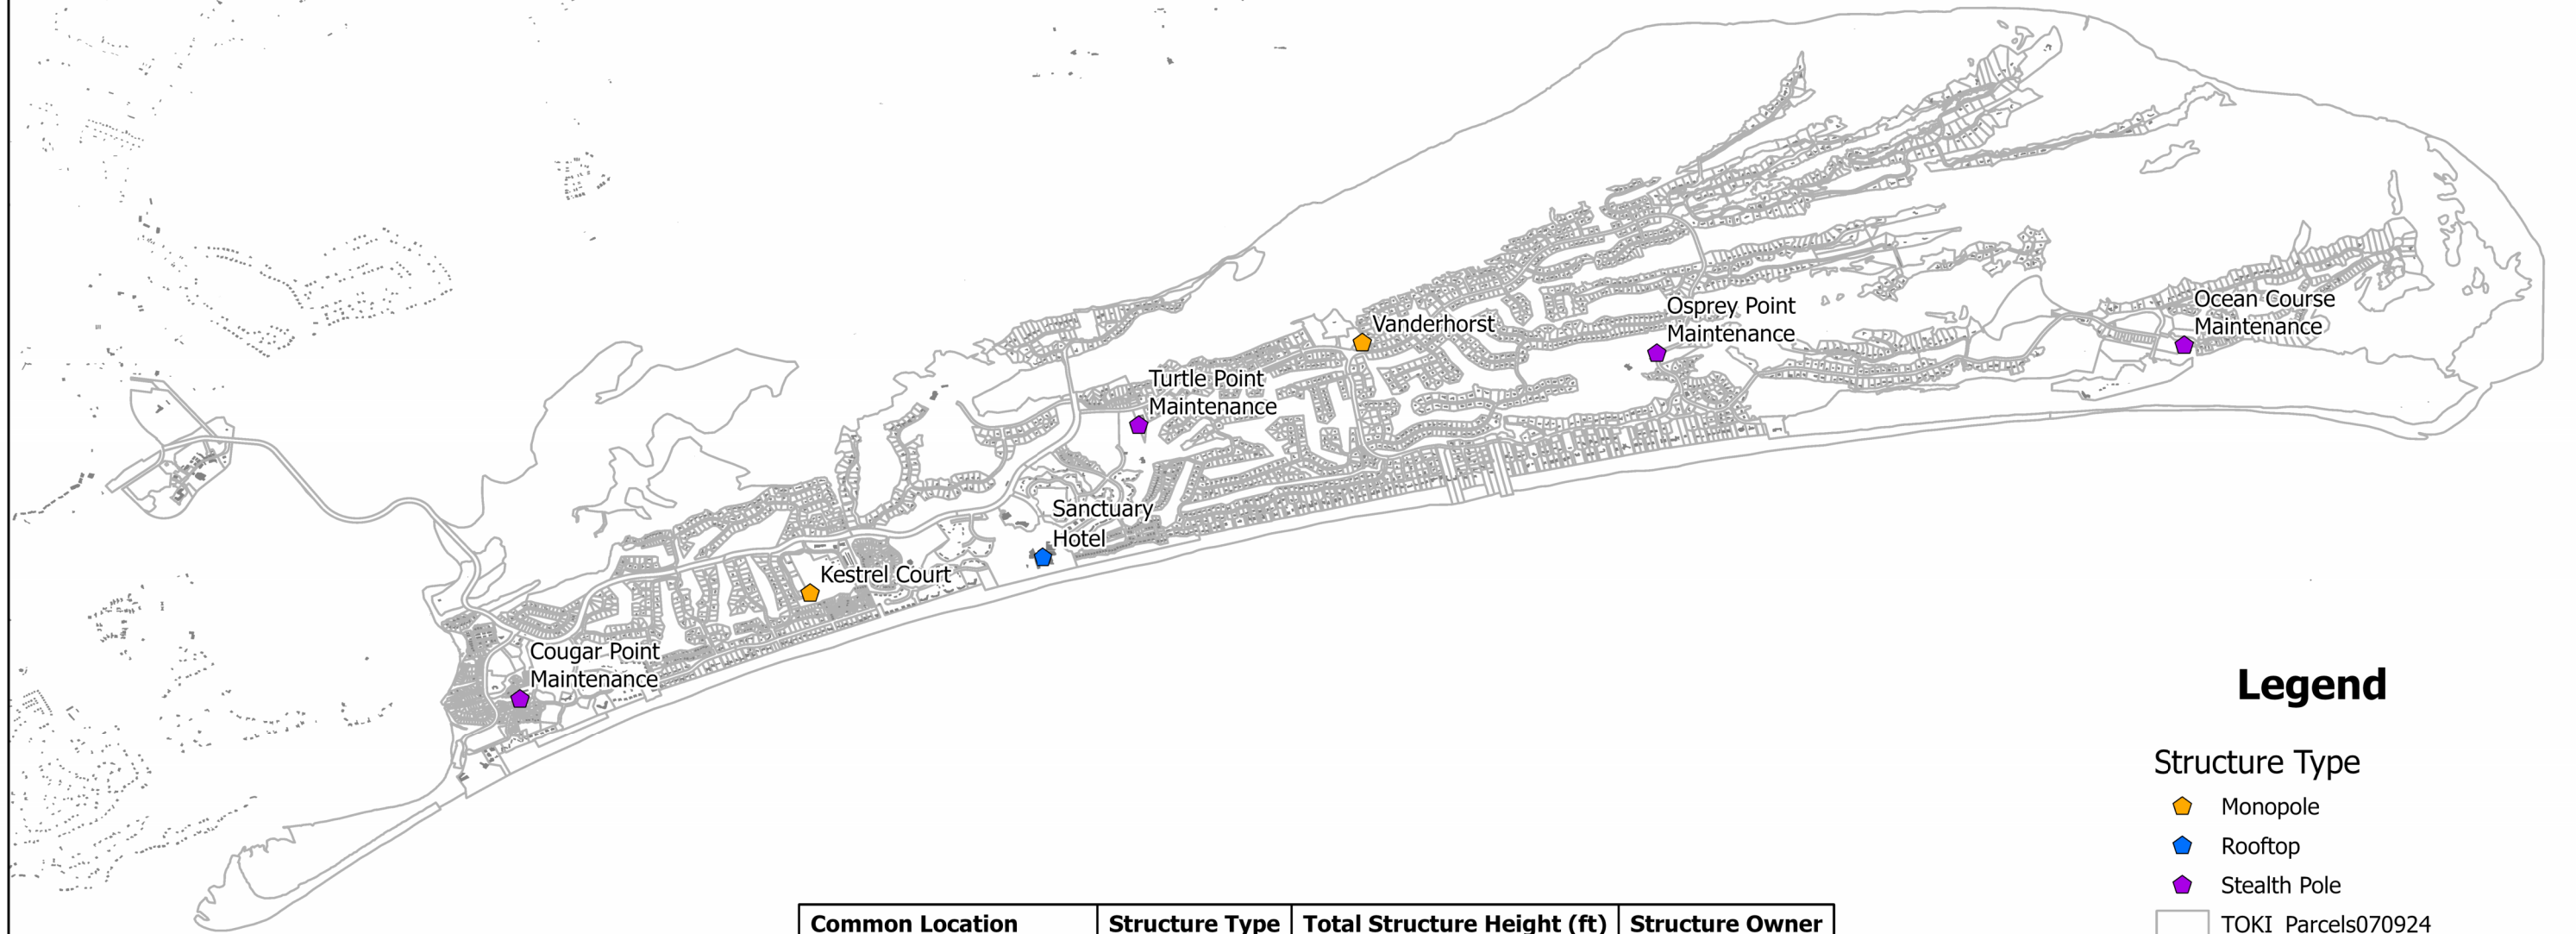 Ocean Course
Maintenance
Osprey Point
Maintenance
Vanderhorst
Turtle Point
Maintenance
Sanctuary
Hotel
Kestrel Court
Cougar Point
Maintenance
Legend
Structure Type
Monopole
Rooftop
Stealth Pole
TOKI_Parcels070924
Common Location Structure Type Total Structure Height (ft) Structure Owner